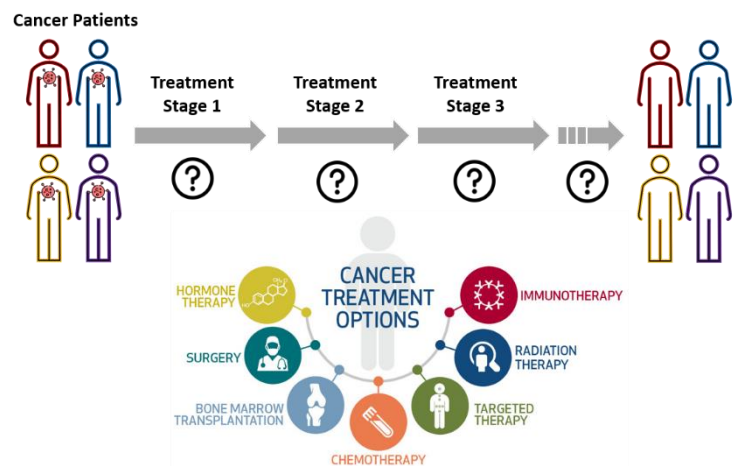 Cancer Patients
Treatment
Stage 1
Treatment
Stage 2
Treatment
Stage 3
?
?
?
?
CANCER
TREATMENT
OPTIONS
HORMONE
THERAPY
IMMUNOTHERAPY
SURGERY
RADIATION
THERAPY
BONE MARROW
TRANSPLANTATION
TARGETED
THERAPY
CHEMOTHERAPY